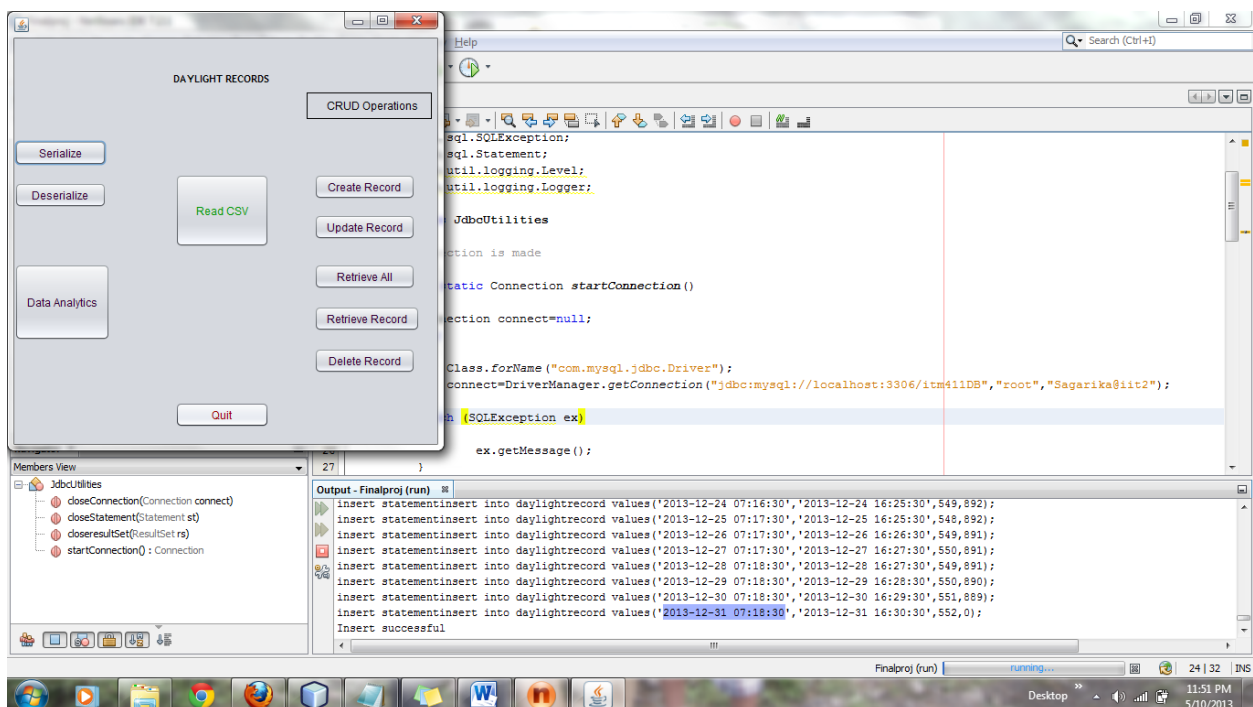 Help
Search (Ctrl+I)
DAYLIGHT RECORDS
CRUD Operations
Serialize
Deserialize
Read CSV
Data Analytics
Create Record
Update Record
Retrieve All
Retrieve Record
Delete Record
Quit
sql.SQLException;
sql.Statement;
util.logging.Level;
util.logging.Logger;
JdbcUtilities
ction is made
tatic Connection startConnection()
ection connect=null;
Class.forName("com.mysql.jdbc.Driver");
connect=DriverManager.getConnection("jdbc:mysql://localhost:3306/itm411DB","root","Sagarika@iit2");
h (SQLException ex)
ex.getMessage();
27 }
Members View
JdbcUtilities
closeConnection(Connection connect)
closeStatement(Statement st)
closeresultSet(ResultSet rs)
startConnection() : Connection
Output - Finalproj (run)
insert statementinsert into daylightrecord values('2013-12-24 07:16:30','2013-12-24 16:25:30',549,892);
insert statementinsert into daylightrecord values('2013-12-25 07:17:30','2013-12-25 16:25:30',548,892);
insert statementinsert into daylightrecord values('2013-12-26 07:17:30','2013-12-26 16:26:30',549,891);
insert statementinsert into daylightrecord values('2013-12-27 07:17:30','2013-12-27 16:27:30',550,891);
insert statementinsert into daylightrecord values('2013-12-28 07:18:30','2013-12-28 16:27:30',549,891);
insert statementinsert into daylightrecord values('2013-12-29 07:18:30','2013-12-29 16:28:30',550,890);
insert statementinsert into daylightrecord values('2013-12-30 07:18:30','2013-12-30 16:29:30',551,889);
insert statementinsert into daylightrecord values('2013-12-31 07:18:30','2013-12-31 16:30:30',552,0);
Insert successful
Finalproj (run) running... 24 | 32 INS
Desktop 11:51 PM
5/10/2013